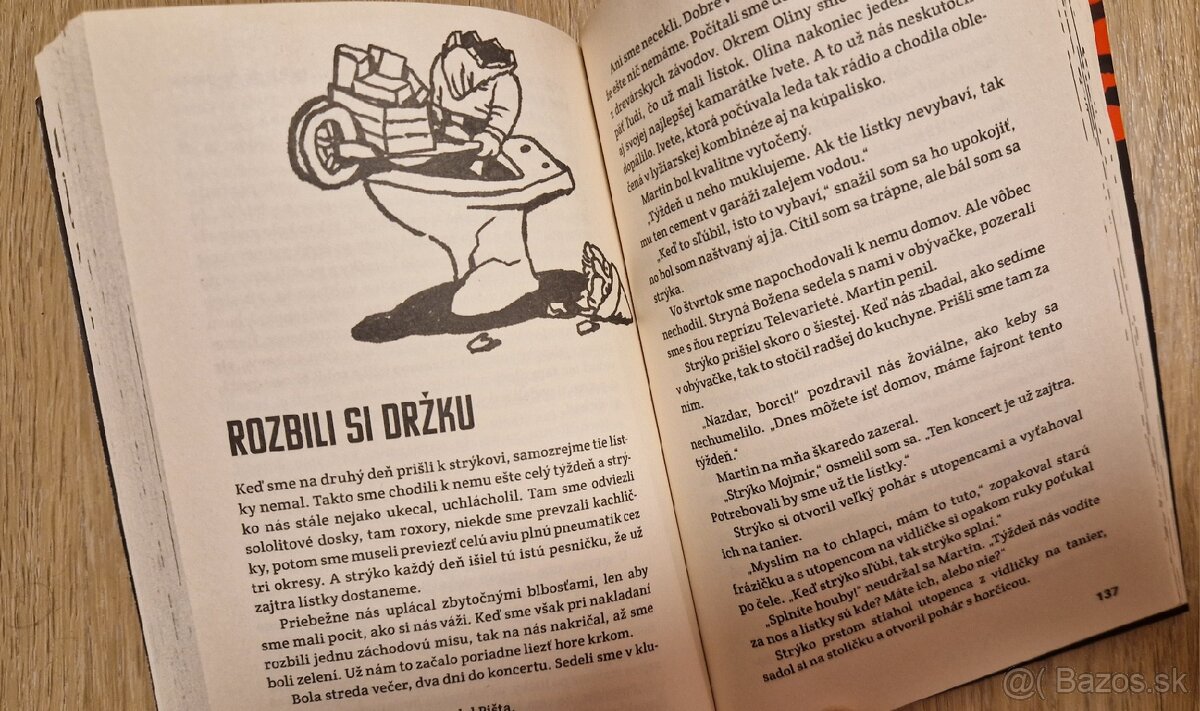 ROZBILI SI DRŽKU
Keď sme na druhý deň prišli k strýkovi, samozrejme tie líst-
ky nemal. Takto sme chodili k nemu ešte celý týždeň a strý-
ko nás stále nejako ukecal, uchlácholil. Tam sme odviezli
sololitové dosky, tam roxory, niekde sme prevzali kachlič-
ky, potom sme museli previezť celú aviu plnú pneumatík cez
tri okresy. A strýko každý deň išiel tú istú pesničku, že už
zajtra lístky dostaneme.
Priebežne nás uplácal zbytočnými blbosťami, len aby
sme mali pocit, ako si nás váži. Keď sme však pri nakladaní
rozbili jednu záchodovú misu, tak na nás nakričal, až sme
boli zelení. Už nám to začalo poriadne liezť hore krkom.
Bola streda večer, dva dni do koncertu. Sedeli sme v klu-
Pišta.
Ani sme necekli. Dobre v
že ešte nič nemáme. Počítali sme
z drevárskych závodov. Okrem Oliny
päť ľudí, čo už mali lístok. Olina nakoniec jeden
aj svojej najlepšej kamarátke Ivete. A to už nás neskutočn
dopálilo. Ivete, ktorá počúvala leda tak rádio a chodila oble-
čená v lyžiarskej kombinéze aj na kúpalisko.
Martin bol kvalitne vytočený.
„Týždeň u neho muklujeme. Ak tie lístky nevybaví, tak
mu ten cement v garáži zalejem vodou.“
„Keď to sľúbil, isto to vybaví,“ snažil som sa ho upokojiť,
no bol som naštvaný aj ja. Cítil som sa trápne, ale bál som sa
strýka.
Vo štvrtok sme napochodovali k nemu domov. Ale vôbec
nechodil. Stryná Božena sedela s nami v obývačke, pozerali
sme s ňou reprízu Televarieté. Martin penil.
Strýko prišiel skoro o šiestej. Keď nás zbadal, ako sedíme
v obývačke, tak to stočil radšej do kuchyne. Prišli sme tam za
ním.
„Nazdar, borci!“ pozdravil nás žoviálne, ako keby sa
nechumelilo. „Dnes môžete ísť domov, máme fajront tento
týždeň.“
Martin na mňa škaredo zazeral.
„Strýko Mojmír,“ osmelil som sa. „Ten koncert je už zajtra.
Potrebovali by sme už tie lístky.“
Strýko si otvoril veľký pohár s utopencami a vyťahoval
ich na tanier.
„Myslím na to chlapci, mám to tuto,“ zopakoval starú
frázičku a s utopencom na vidličke si opakom ruky poťukal
po čele. „Keď strýko sľúbi, tak strýko splní.“
„Splníte houby!“ neudržal sa Martin. „Týždeň nás vodíte
za nos a lístky sú kde? Máte ich, alebo nie?“
Strýko prstom stiahol utopenca z vidličky na tanier,
sadol si na stoličku a otvoril pohár s horčicou.
137
@( Bazos.sk